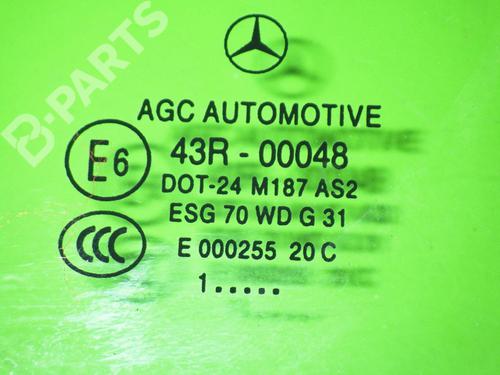 B-PARTS
AGC AUTOMOTIVE
E6
43R - 00048
DOT-24 M187 AS2
ESG 70 WD G 31
CCC
E 000255 20 C
1.....